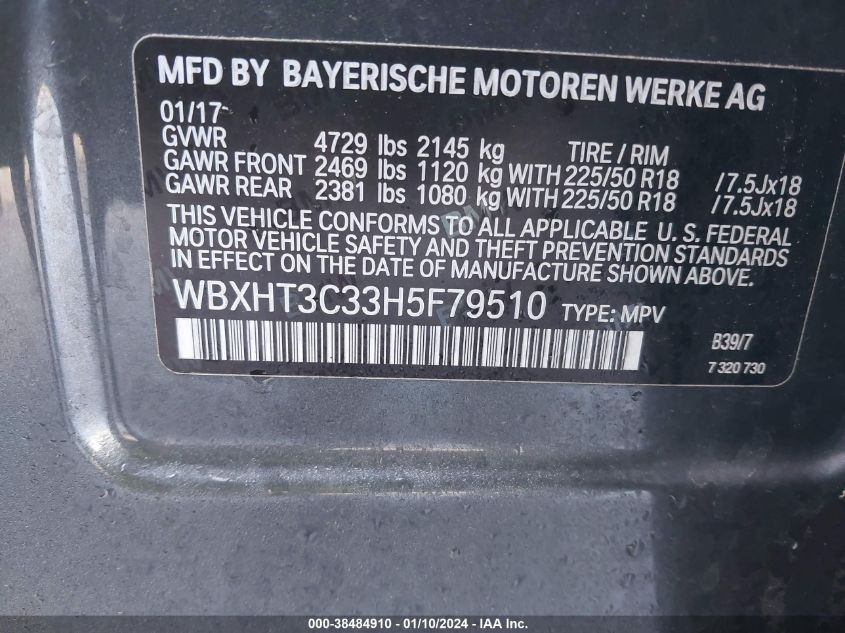 MFD BY BAYERISCHE MOTOREN WERKE AG
01/17
GVWR 4729 lbs 2145 kg TIRE / RIM
GAWR FRONT 2469 lbs 1120 kg WITH 225/50 R18 /7.5Jx18
GAWR REAR 2381 lbs 1080 kg WITH 225/50 R18 /7.5Jx18
THIS VEHICLE CONFORMS TO ALL APPLICABLE U. S. FEDERAL
MOTOR VEHICLE SAFETY AND THEFT PREVENTION STANDARDS
IN EFFECT ON THE DATE OF MANUFACTURE SHOWN ABOVE.
WBXHT3C33H5F79510 TYPE: MPV
B39/7
7 320 730
000-38484910 - 01/10/2024 - IAA Inc.